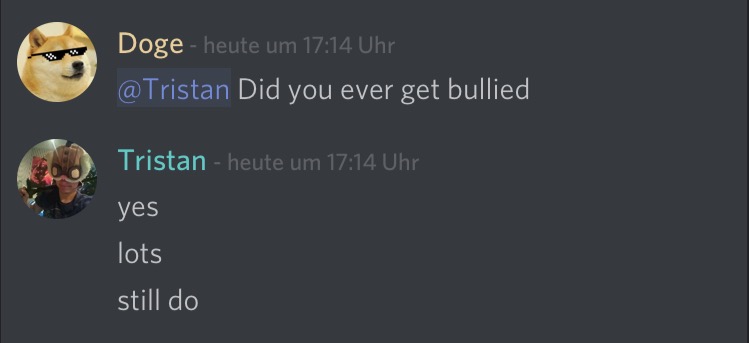 Doge - heute um 17:14 Uhr
@Tristan Did you ever get bullied
Tristan - heute um 17:14 Uhr
yes
lots
still do